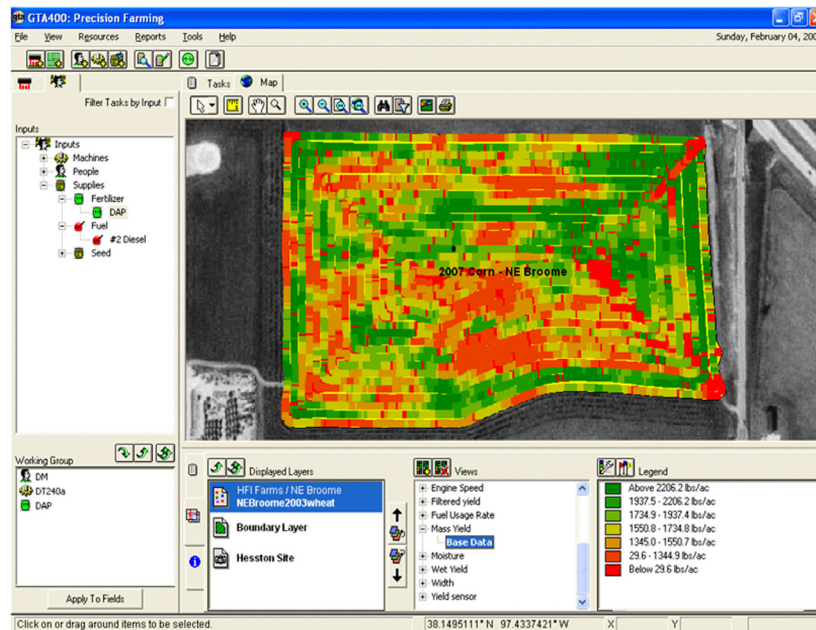 GTA400: Precision Farming
File View Resources Reports Tools Help
Sunday, February 04, 200
Tasks Map
Filter Tasks by Input
Inputs
Inputs
Machines
People
Supplies
Fertilizer
DAP
Fuel
#2 Diesel
Seed
2007 Corn - NE Broome
Working Group
DM
DT240a
DAP
Apply To Fields
Displayed Layers
HFI Farms / NE Broome
NEBroome2003wheat
Boundary Layer
Hesston Site
Views
Engine Speed
Filtered yield
Fuel Usage Rate
Mass Yield
Base Data
Moisture
Wet Yield
Width
Yield sensor
Legend
Above 2206.2 lbs/ac
1937.5 - 2206.2 lbs/ac
1734.9 - 1937.4 lbs/ac
1550.8 - 1734.8 lbs/ac
1345.0 - 1550.7 lbs/ac
29.6 - 1344.9 lbs/ac
Below 29.6 lbs/ac
Click on or drag around items to be selected.
38.1495111° N 97.4337421° W
X
Y